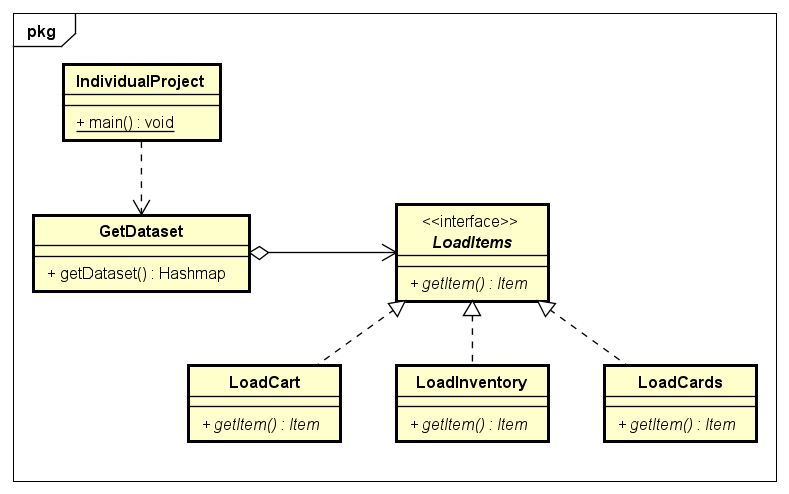 pkg
IndividualProject
+ main() : void
GetDataset
+ getDataset() : Hashmap
<<interface>>
LoadItems
+ getItem() : Item
LoadCart
+ getItem() : Item
LoadInventory
+ getItem() : Item
LoadCards
+ getItem() : Item